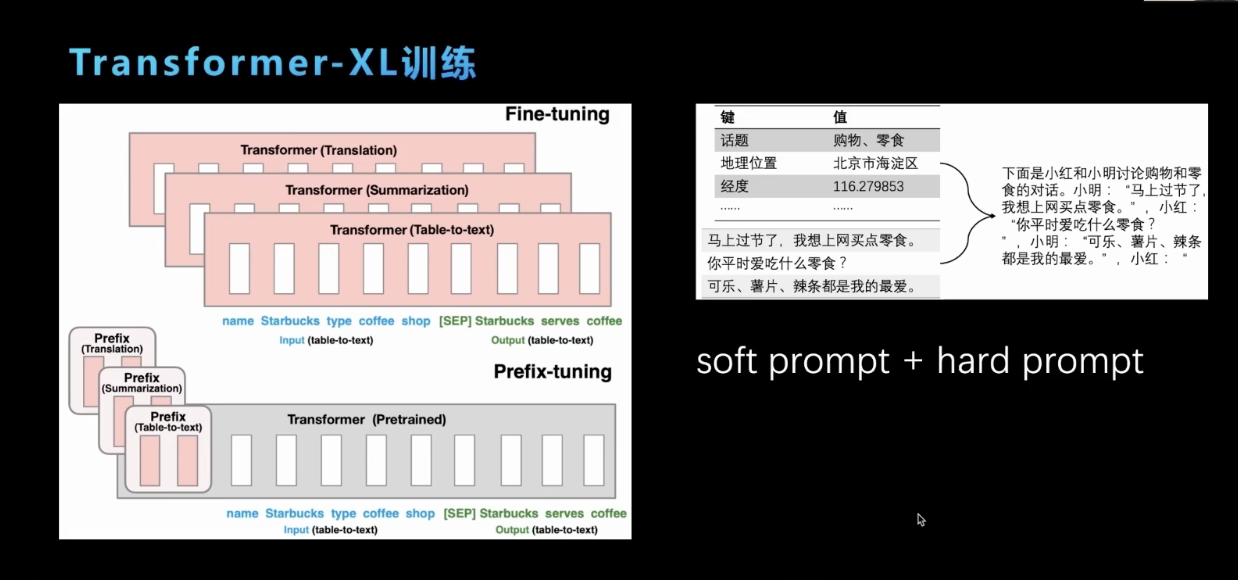 Transformer-XL训练
Fine-tuning
Transformer (Translation)
Transformer (Summarization)
Transformer (Table-to-text)
name Starbucks type coffee shop [SEP] Starbucks serves coffee
Input (table-to-text) Output (table-to-text)
Prefix-tuning
Prefix
(Translation)
Prefix
(Summarization)
Prefix
(Table-to-text)
Transformer (Pretrained)
name Starbucks type coffee shop [SEP] Starbucks serves coffee
Input (table-to-text) Output (table-to-text)
键 值
话题 购物、零食
地理位置 北京市海淀区
经度 116.279853
...... ......
马上过节了，我想上网买点零食。
你平时爱吃什么零食？
可乐、薯片、辣条都是我的最爱。
下面是小红和小明讨论购物和零
食的对话。小明：“马上过节了，
我想上网买点零食。”，小红：
“你平时爱吃什么零食？
”，小明：“可乐、薯片、辣条
都是我的最爱。”，小红：“
soft prompt + hard prompt